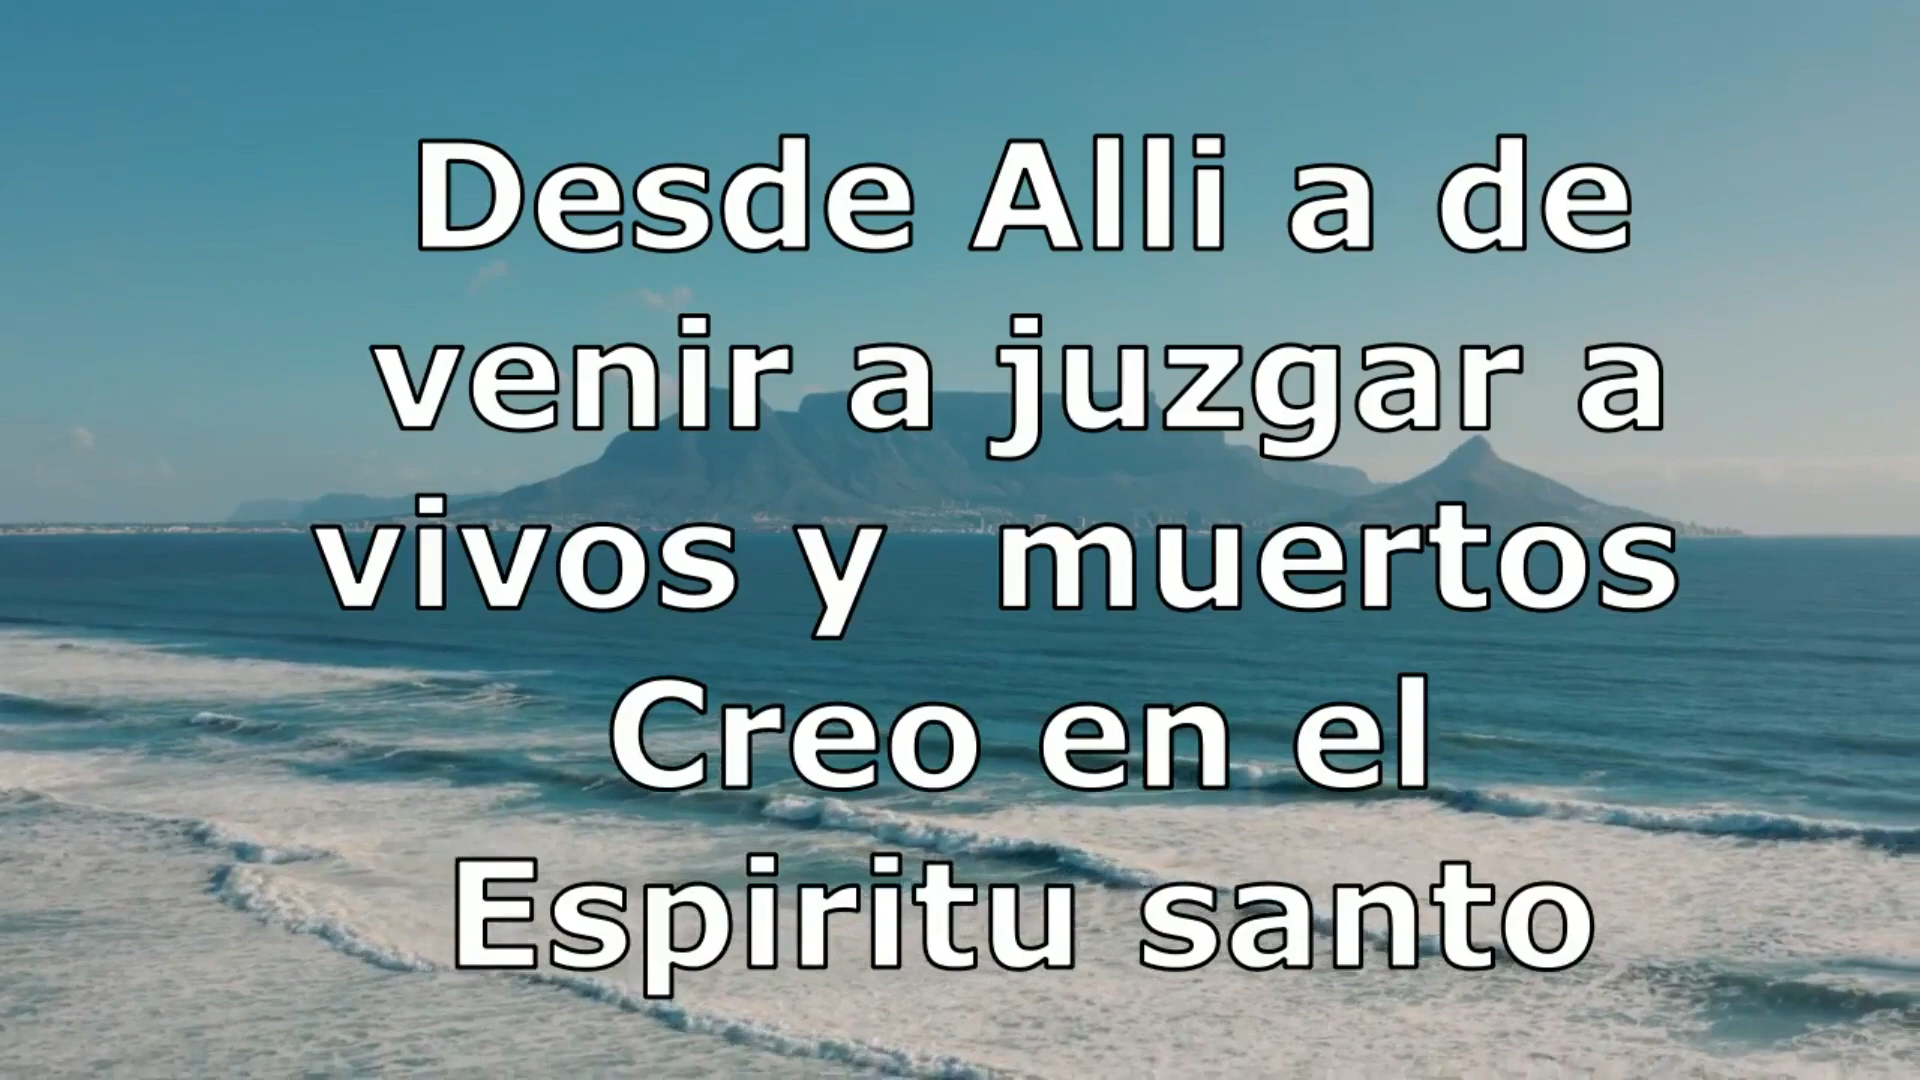 Desde Alli a de
venir a juzgar a
vivos y  muertos
Creo en el
Espiritu santo